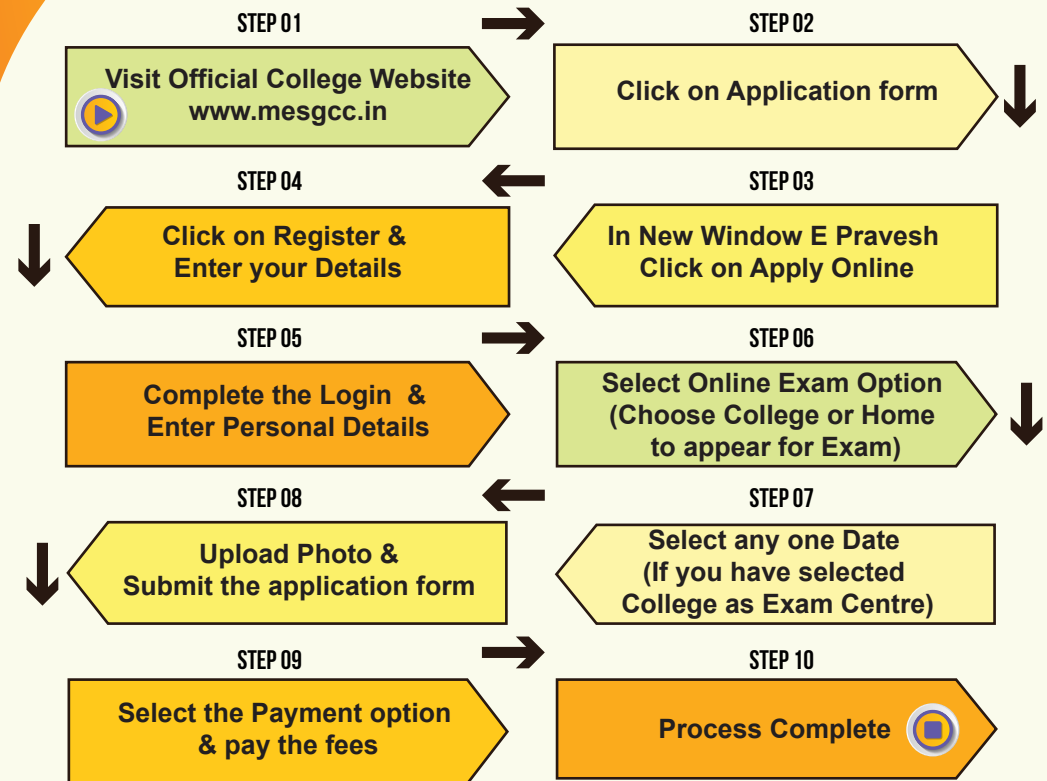 STEP 01
Visit Official College Website
www.mesgcc.in
STEP 02
Click on Application form
STEP 03
In New Window E Pravesh
Click on Apply Online
STEP 04
Click on Register &
Enter your Details
STEP 05
Complete the Login &
Enter Personal Details
STEP 06
Select Online Exam Option
(Choose College or Home
to appear for Exam)
STEP 07
Select any one Date
(If you have selected
College as Exam Centre)
STEP 08
Upload Photo &
Submit the application form
STEP 09
Select the Payment option
& pay the fees
STEP 10
Process Complete